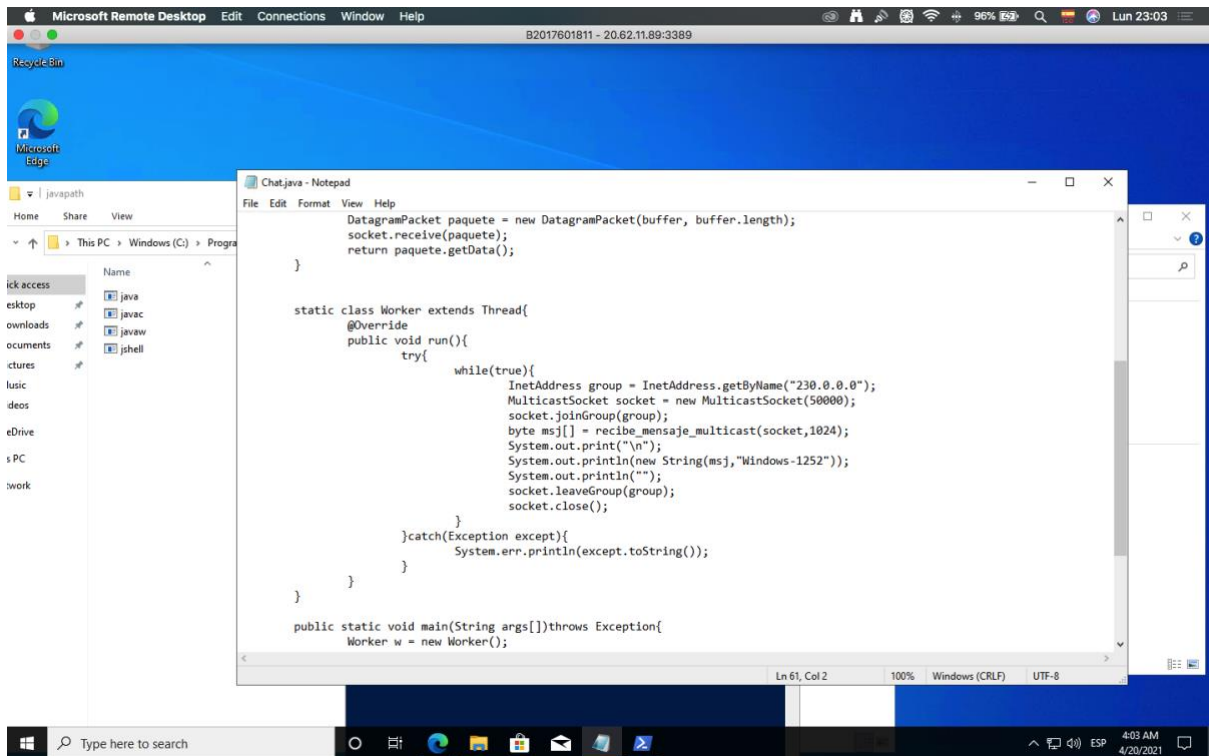 Microsoft Remote Desktop Edit Connections Window Help 96% Lun 23:03
B2017601811 - 20.62.11.89:3389
Recycle Bin
Microsoft
Edge
javapath
Home Share View
This PC > Windows (C:) > Progra
Name
ick access
esktop
ownloads
ocuments
ictures
lusic
ideos
eDrive
s PC
twork
java
javac
javaw
jshell
Chat.java - Notepad
File Edit Format View Help
DatagramPacket paquete = new DatagramPacket(buffer, buffer.length);
socket.receive(paquete);
return paquete.getData();
}
static class Worker extends Thread{
@Override
public void run(){
try{
while(true){
InetAddress group = InetAddress.getByName("230.0.0.0");
MulticastSocket socket = new MulticastSocket(50000);
socket.joinGroup(group);
byte msj[] = recibe_mensaje_multicast(socket,1024);
System.out.print("\n");
System.out.println(new String(msj,"Windows-1252"));
System.out.println("");
socket.leaveGroup(group);
socket.close();
}
}catch(Exception except){
System.err.println(except.toString());
}
}
}
public static void main(String args[])throws Exception{
Worker w = new Worker();
Ln 61, Col 2 100% Windows (CRLF) UTF-8
Type here to search
ESP
4:03 AM
4/20/2021